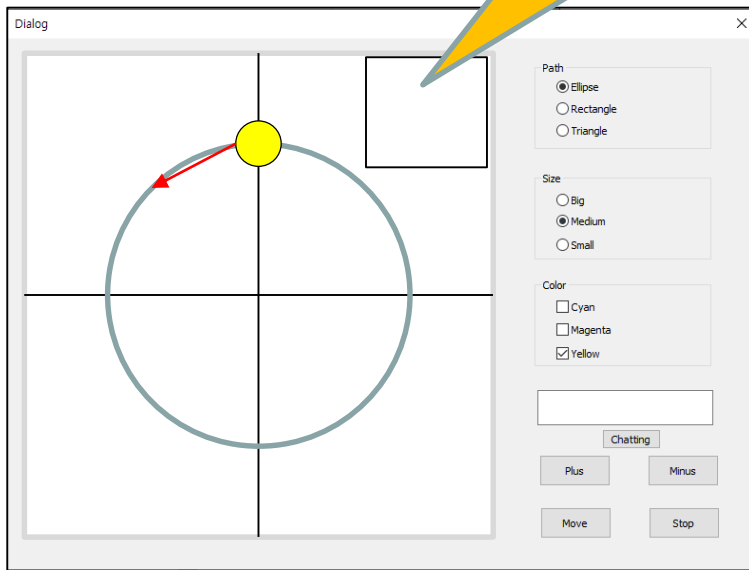 Dialog
Path
Ellipse
Rectangle
Triangle
Size
Big
Medium
Small
Color
Cyan
Magenta
Yellow
Chatting
Plus
Minus
Move
Stop